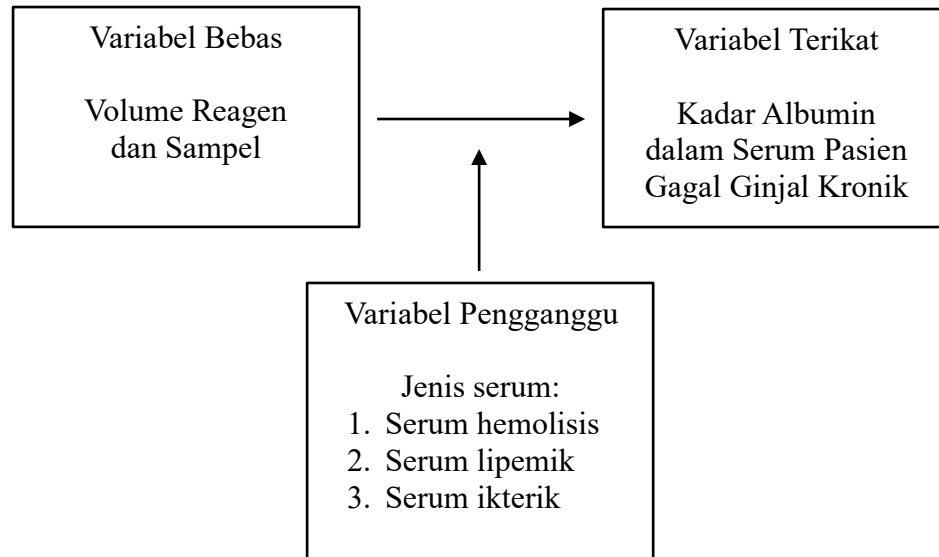 Variabel Bebas
Volume Reagen
dan Sampel
Variabel Terikat
Kadar Albumin
dalam Serum Pasien
Gagal Ginjal Kronik
Variabel Pengganggu
Jenis serum:
1. Serum hemolisis
2. Serum lipemik
3. Serum ikterik